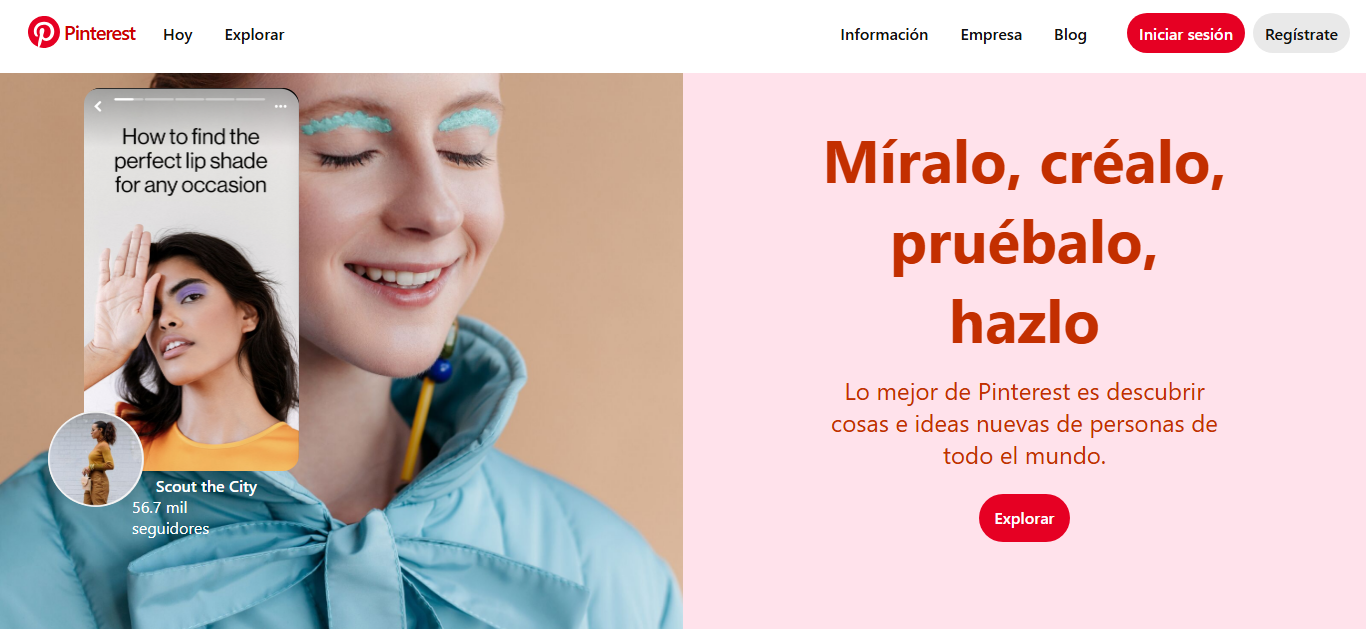 Pinterest Hoy Explorar Información Empresa Blog Iniciar sesión Regístrate
How to find the
perfect lip shade
for any occasion
Scout the City
56.7 mil
seguidores
Míralo, créalo,
pruébalo,
hazlo
Lo mejor de Pinterest es descubrir
cosas e ideas nuevas de personas de
todo el mundo.
Explorar